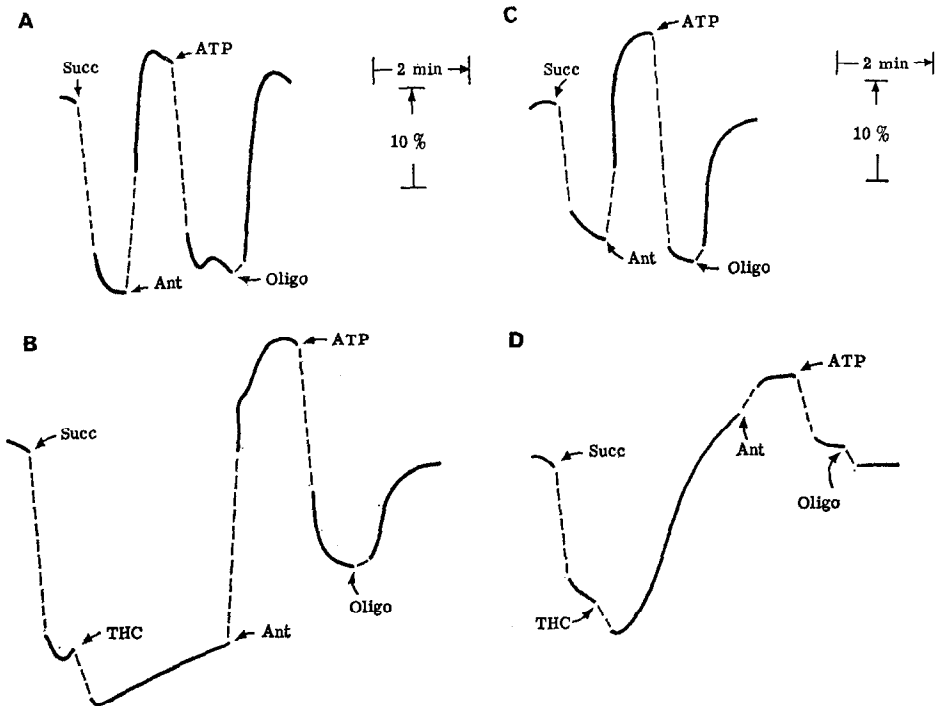 A
Succ
ATP
Ant
Oligo
2 min
10 %
C
Succ
ATP
Ant
Oligo
2 min
10 %
B
Succ
THC
Ant
ATP
Oligo
D
Succ
THC
Ant
ATP
Oligo